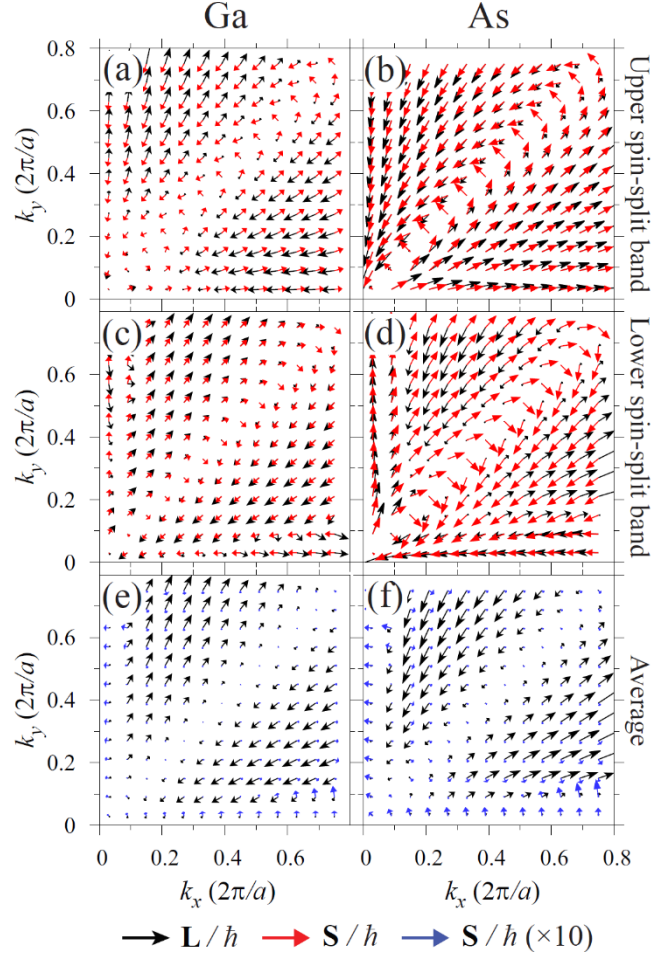 Ga As
(a) (b)
0.8
0.6
0.4
0.2
0
k_y (2π/a)
Upper spin-split band
(c) (d)
0.6
0.4
0.2
0
k_y (2π/a)
Lower spin-split band
(e) (f)
0.6
0.4
0.2
0
k_y (2π/a)
Average
0 0.2 0.4 0.6 0 0.2 0.4 0.6 0.8
k_x (2π/a) k_x (2π/a)
L / ħ S / ħ S / ħ (×10)